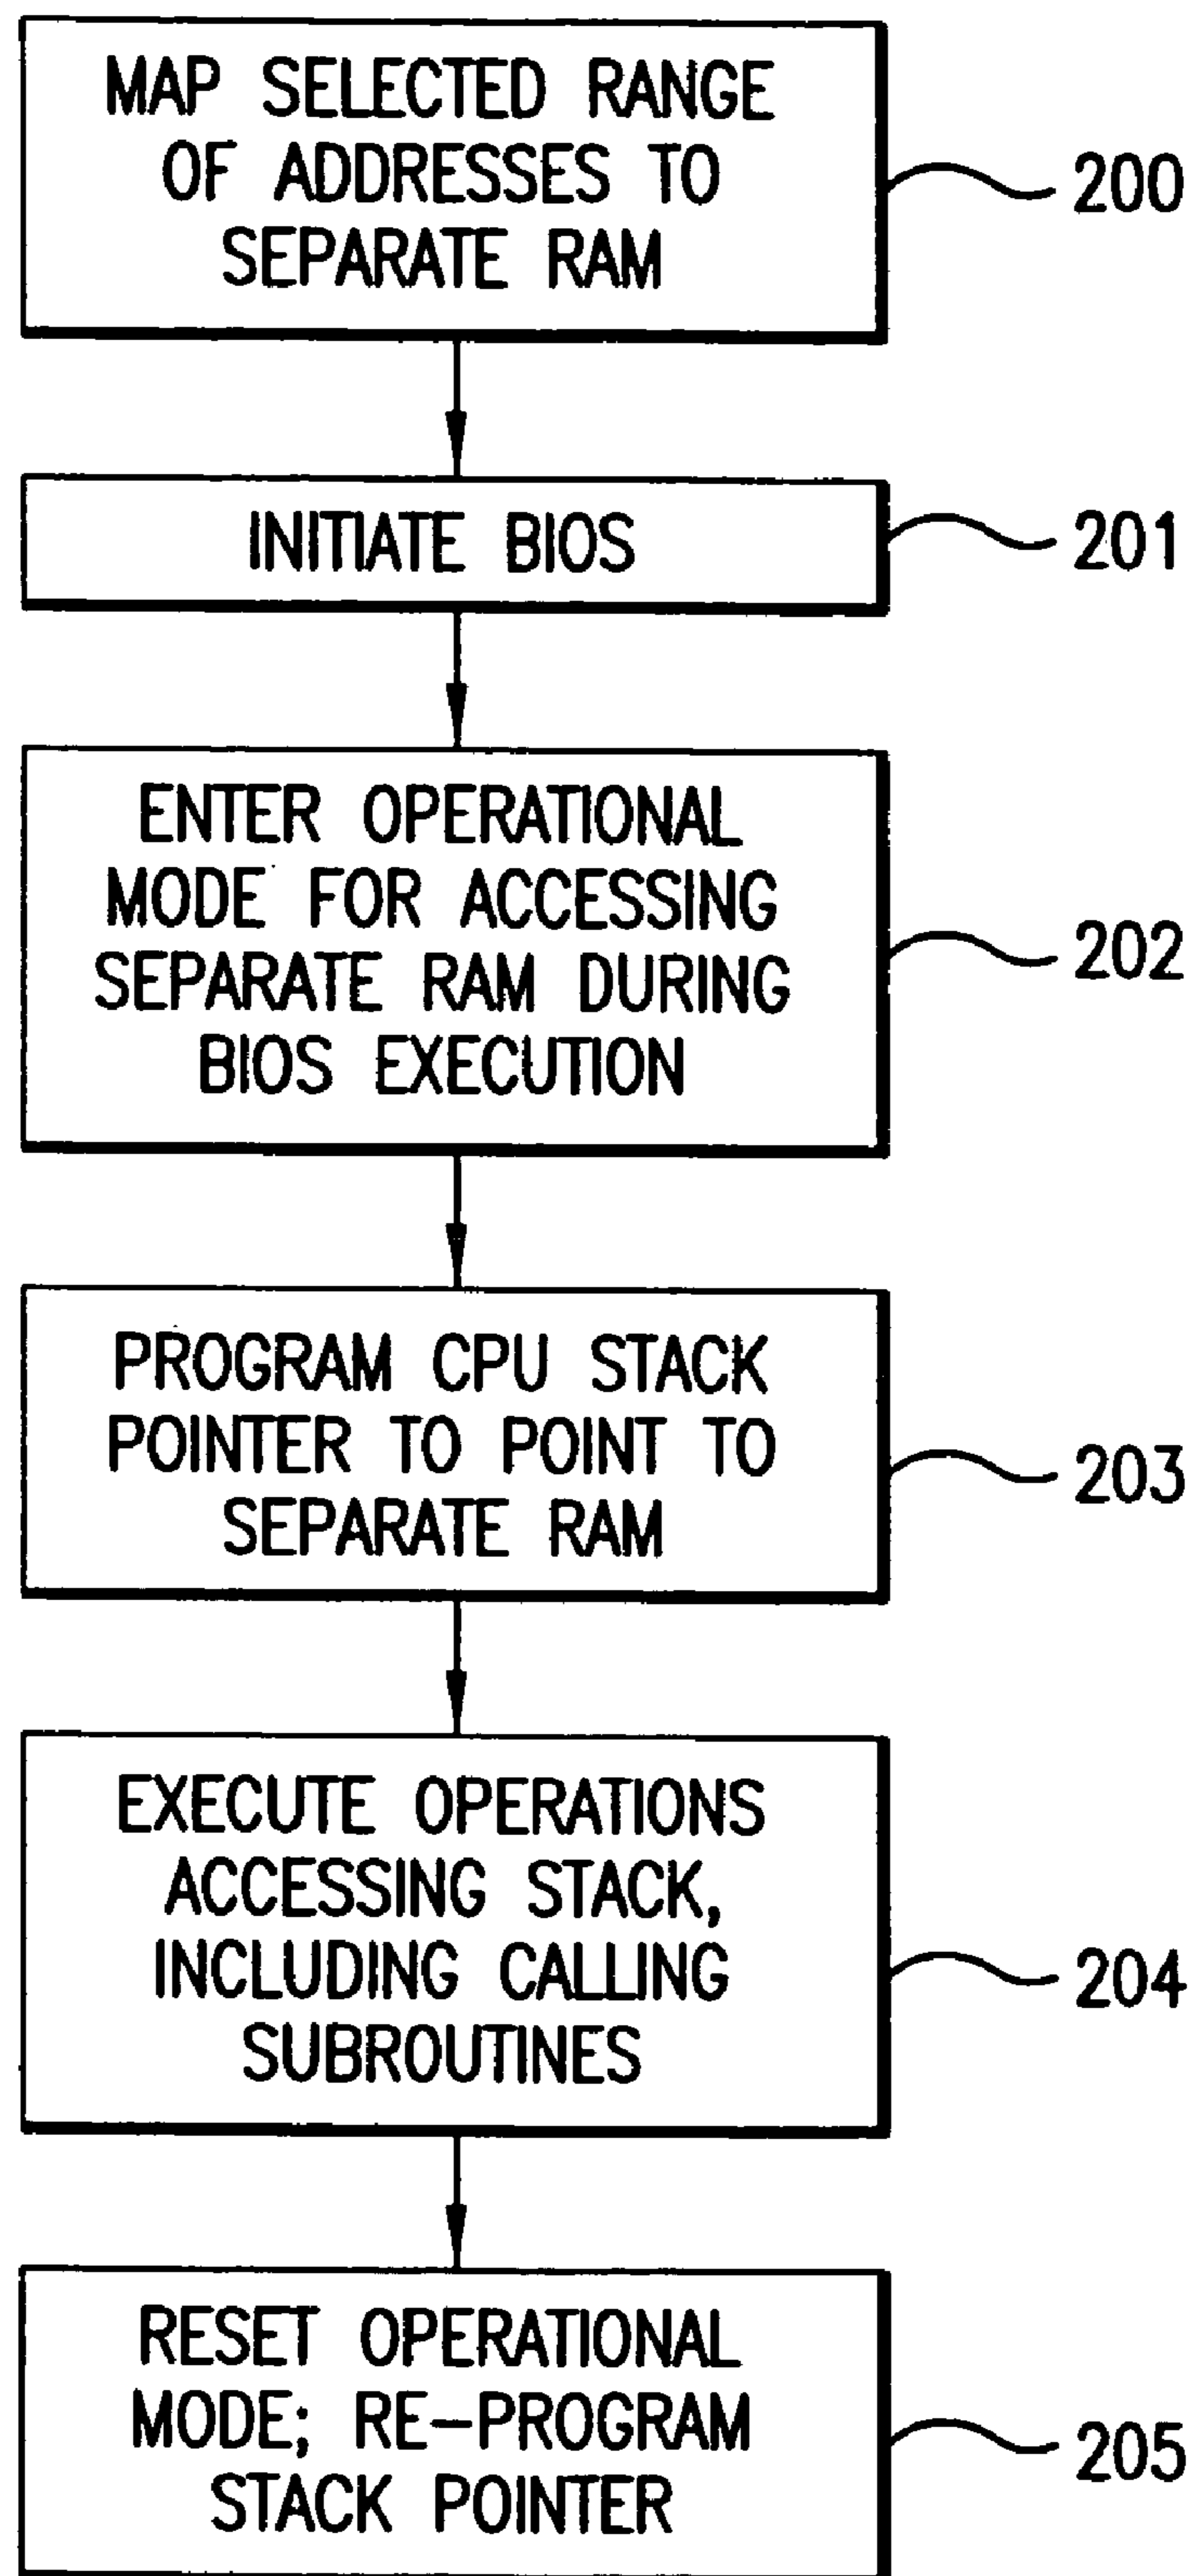 MAP SELECTED RANGE
OF ADDRESSES TO
SEPARATE RAM
200
INITIATE BIOS
201
ENTER OPERATIONAL
MODE FOR ACCESSING
SEPARATE RAM DURING
BIOS EXECUTION
202
PROGRAM CPU STACK
POINTER TO POINT TO
SEPARATE RAM
203
EXECUTE OPERATIONS
ACCESSING STACK,
INCLUDING CALLING
SUBROUTINES
204
RESET OPERATIONAL
MODE; RE-PROGRAM
STACK POINTER
205